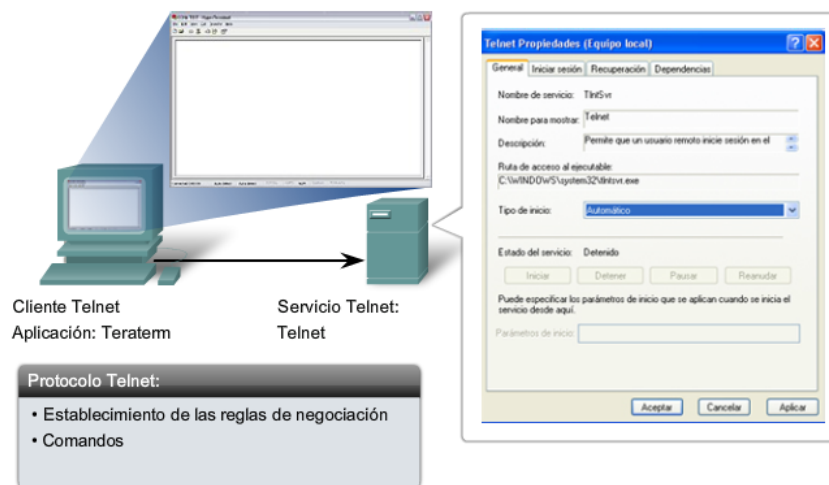 Cliente Telnet
Aplicación: Teraterm
Servicio Telnet:
Telnet
Protocolo Telnet:
• Establecimiento de las reglas de negociación
• Comandos
Telnet Propiedades (Equipo local)
General Iniciar sesión Recuperación Dependencias
Nombre de servicio: TlntSvr
Nombre para mostrar: Telnet
Descripción: Permite que un usuario remoto inicie sesión en el
Ruta de acceso al ejecutable:
C:\WINDOWS\system32\tlntsvr.exe
Tipo de inicio: Automático
Estado del servicio: Detenido
Iniciar Detener Pausar Reanudar
Puede especificar los parámetros de inicio que se aplican cuando se inicia el
servicio desde aquí.
Parámetros de inicio:
Aceptar Cancelar Aplicar